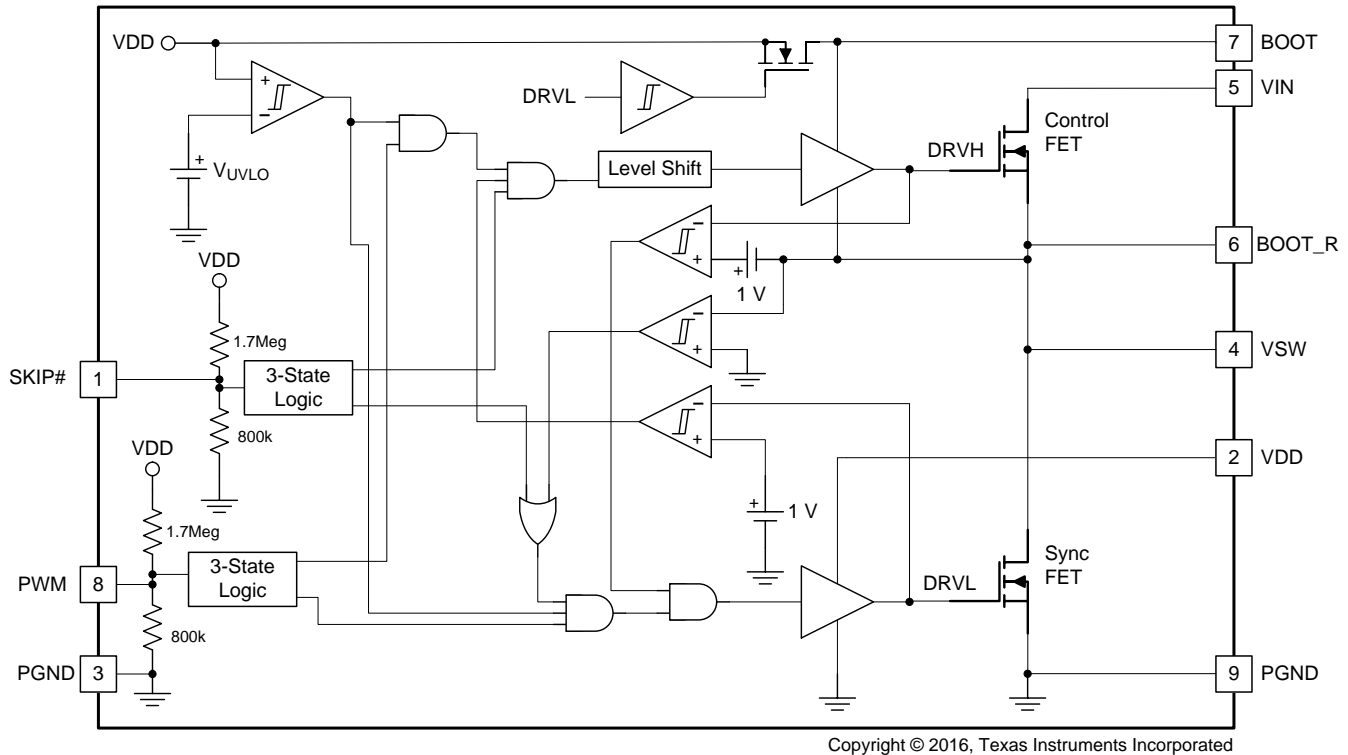 VDD
7 BOOT
5 VIN
DRVL
+
-
+
VUVLO
DRVH
Control
FET
Level Shift
-
+
+
1 V
6 BOOT_R
VDD
1.7Meg
-
+
4 VSW
SKIP# 1
3-State
Logic
800k
-
+
VDD
2 VDD
1.7Meg
+
1 V
PWM 8
3-State
Logic
800k
DRVL
Sync
FET
PGND 3
9 PGND
Copyright © 2016, Texas Instruments Incorporated